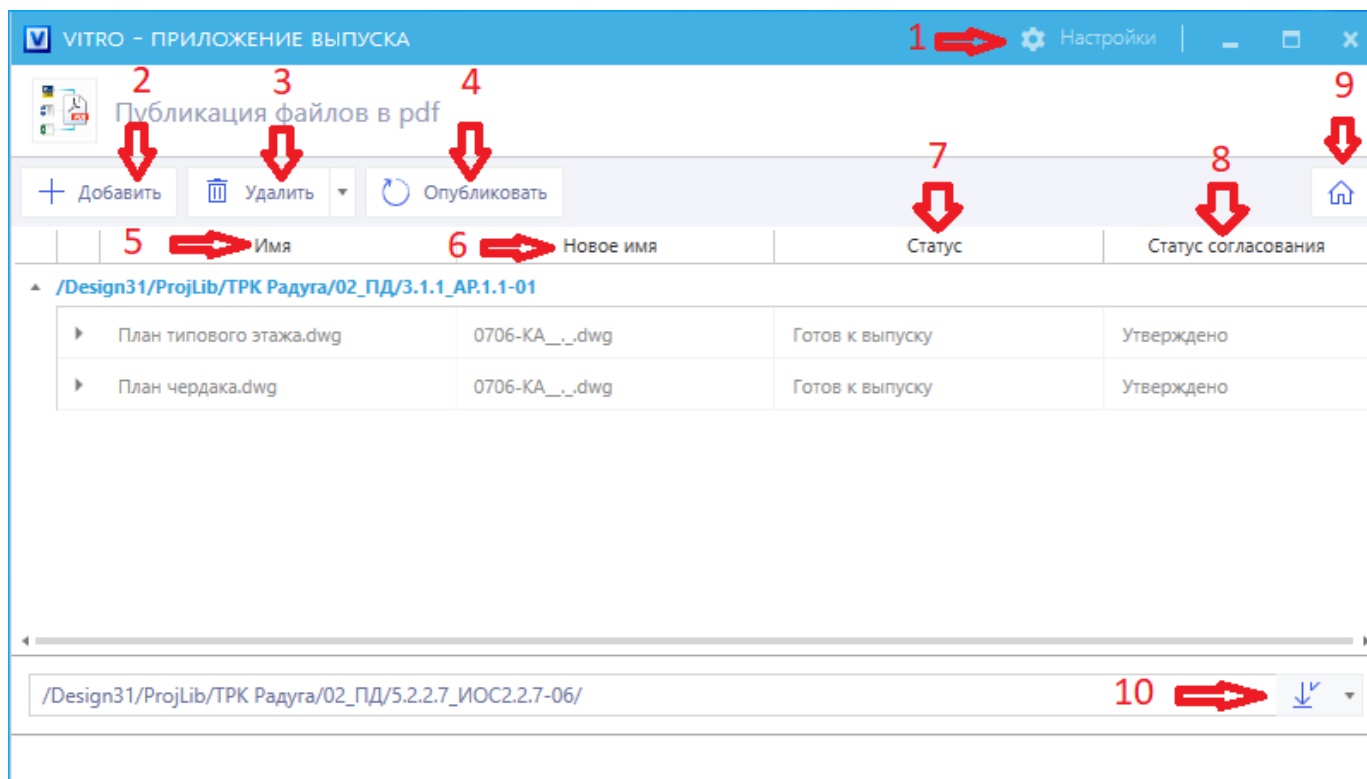 V VITRO - ПРИЛОЖЕНИЕ ВЫПУСКА 1 Настройки
2 3 4 9
Публикация файлов в pdf
7 8
Добавить Удалить Опубликовать
5 Имя 6 Новое имя Статус Статус согласования
/Design31/ProjLib/ТРК Радуга/02_ПД/3.1.1_АР.1.1-01
План типового этажа.dwg 0706-КА__._.dwg Готов к выпуску Утверждено
План чердака.dwg 0706-КА__._.dwg Готов к выпуску Утверждено
/Design31/ProjLib/ТРК Радуга/02_ПД/5.2.2.7_ИОС2.2.7-06/ 10